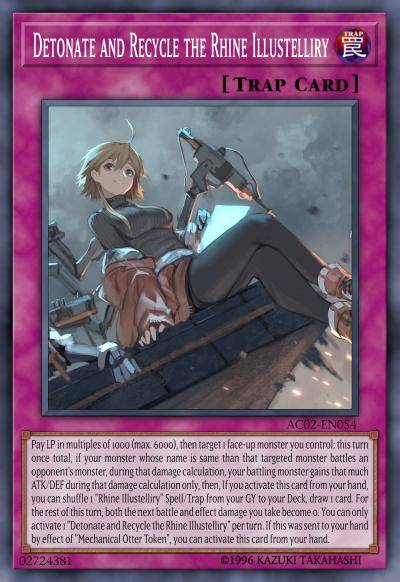 Detonate and Recycle the Rhine Illustelliry
TRAP
罠
[Trap Card]
AC02-EN054
Pay LP in multiples of 1000 (max. 6000), then target 1 face-up monster you control; this turn
once total, if your monster whose name is same than that targeted monster battles an
opponent's monster, during that damage calculation, your battling monster gains that much
ATK/DEF during that damage calculation only, then, If you activate this card from your hand,
you can shuffle 1 "Rhine Illustelliry" Spell/Trap from your GY to your Deck, draw 1 card. For
the rest of this turn, both the next battle and effect damage you take become 0. You can only
activate 1 "Detonate and Recycle the Rhine Illustelliry" per turn. If this was sent to your hand
by effect of "Mechanical Otter Token", you can activate this card from your hand.
02724381
©1996 KAZUKI TAKAHASHI